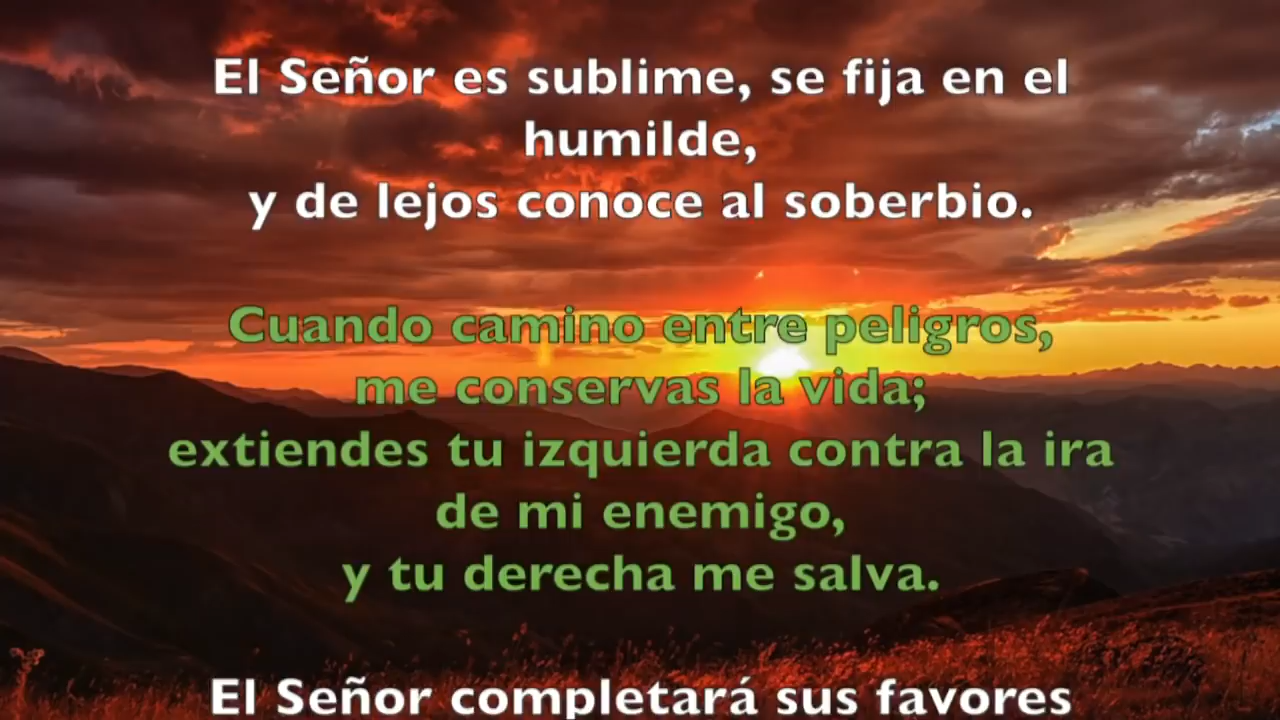 El Señor es sublime, se fija en el
humilde,
y de lejos conoce al soberbio.
Cuando camino entre peligros,
me conservas la vida;
extiendes tu izquierda contra la ira
de mi enemigo,
y tu derecha me salva.
El Señor completará sus favores